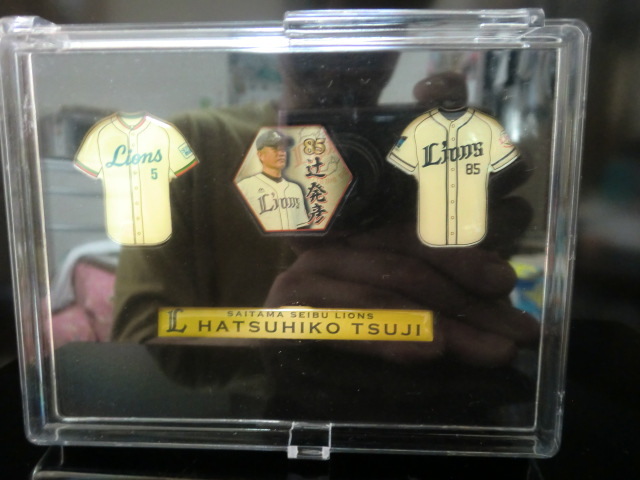 Lions
5
85
辻発彦
Lions
Lions
85
L
SAITAMA SEIBU LIONS
HATSUHIKO TSUJI